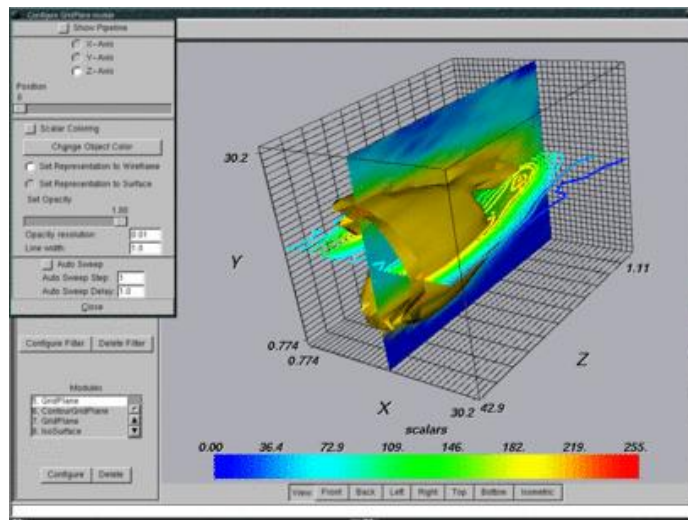 Configure GridPlane module
Show Pipeline
X-Axis
Y-Axis
Z-Axis
Position
0
Scalar Coloring
Change Object Color
Set Representation to Wireframe
Set Representation to Surface
Set Opacity
1.00
Opacity resolution: 0.01
Line width: 1.0
Auto Sweep
Auto Sweep Step: 1
Auto Sweep Delay: 1.0
Close
Configure Filter Delete Filter
Modules
5. GridPlane
6. ContourGridPlane
7. GridPlane
8. IsoSurface
Configure Delete
30.2
Y
0.774
0.774
X
30.2 42.9
Z
1.11
scalars
0.00 36.4 72.9 109. 146. 182. 219. 255.
View: Front Back Left Right Top Bottom Isometric